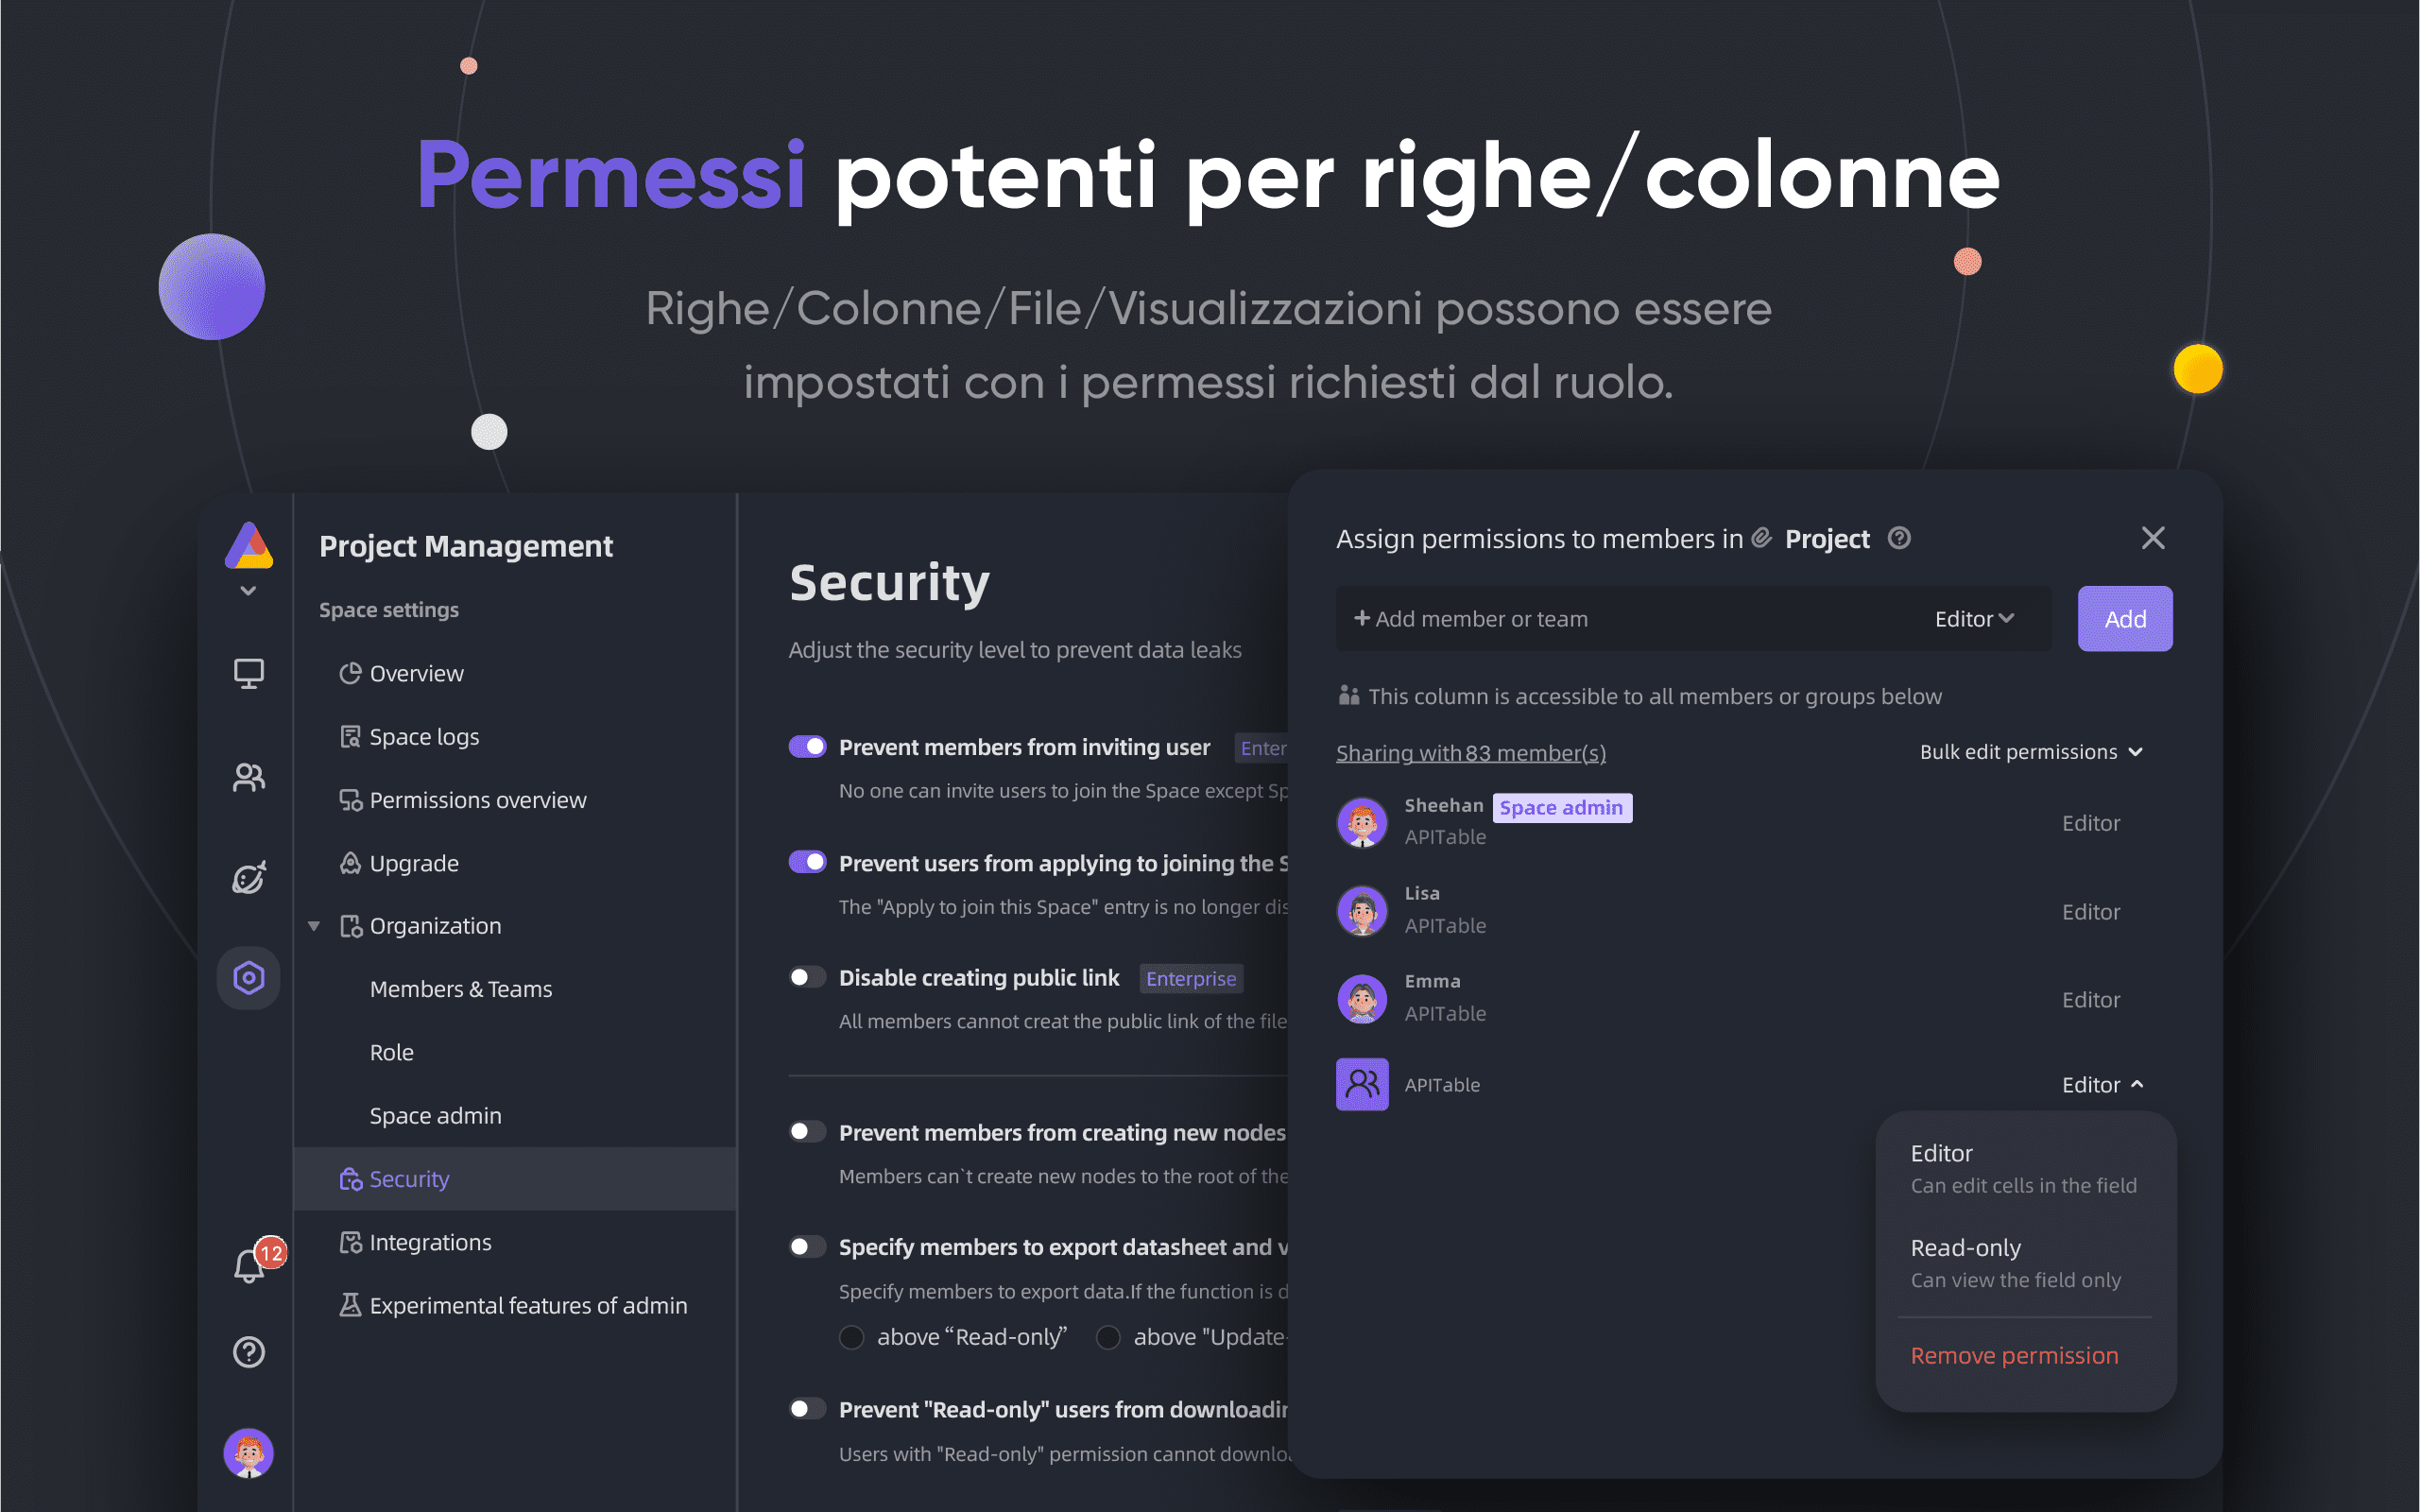 Permessi potenti per righe/colonne
Righe/Colonne/File/Visualizzazioni possono essere
impostati con i permessi richiesti dal ruolo.
Project Management
Space settings
Overview
Space logs
Permissions overview
Upgrade
Organization
Members & Teams
Role
Space admin
Security
Integrations
Experimental features of admin
12
Security
Adjust the security level to prevent data leaks
Prevent members from inviting user Enter
No one can invite users to join the Space except Sp
Prevent users from applying to joining the S
The "Apply to join this Space" entry is no longer dis
Disable creating public link Enterprise
All members cannot creat the public link of the file
Prevent members from creating new nodes
Members can`t create new nodes to the root of the
Specify members to export datasheet and v
Specify members to export data.If the function is d
above “Read-only” above "Update-
Prevent "Read-only" users from downloadin
Users with "Read-only" permission cannot downlo
Assign permissions to members in Project
+ Add member or team Editor Add
This column is accessible to all members or groups below
Sharing with 83 member(s) Bulk edit permissions
Sheehan Space admin
APITable Editor
Lisa
APITable Editor
Emma
APITable Editor
APITable Editor
Editor
Can edit cells in the field
Read-only
Can view the field only
Remove permission